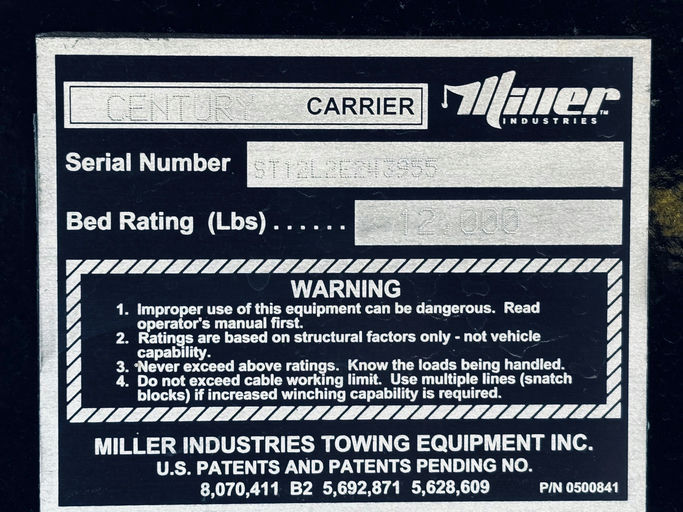 CENTURY CARRIER Miller
INDUSTRIES™
Serial Number ST12L2E243955
Bed Rating (Lbs) . . . . . . 12,000
WARNING
1. Improper use of this equipment can be dangerous. Read
operator's manual first.
2. Ratings are based on structural factors only - not vehicle
capability.
3. Never exceed above ratings. Know the loads being handled.
4. Do not exceed cable working limit. Use multiple lines (snatch
blocks) if increased winching capability is required.
MILLER INDUSTRIES TOWING EQUIPMENT INC.
U.S. PATENTS AND PATENTS PENDING NO.
8,070,411 B2 5,692,871 5,628,609 P/N 0500841